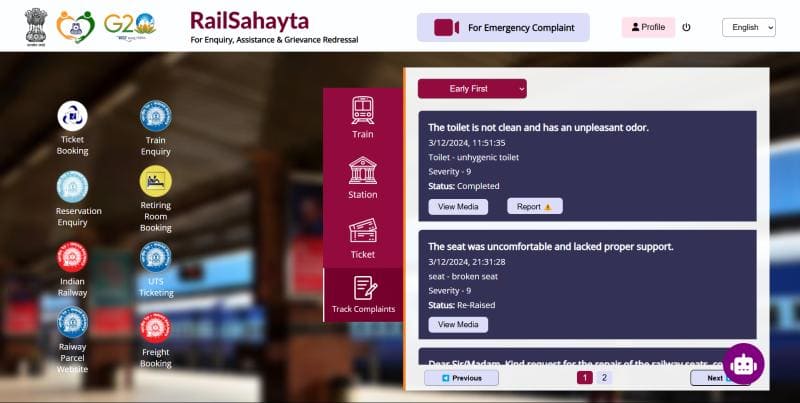 G20
RailSahayta
For Enquiry, Assistance & Grievance Redressal
For Emergency Complaint
Profile
English
Ticket
Booking
Train
Enquiry
Reservation
Enquiry
Retiring
Room
Booking
Indian
Railway
UTS
Ticketing
Raiway
Parcel
Website
Freight
Booking
Train
Station
Ticket
Track Complaints
Early First
The toilet is not clean and has an unpleasant odor.
3/12/2024, 11:51:35
Toilet - unhygenic toilet
Severity - 9
Status: Completed
View Media
Report
The seat was uncomfortable and lacked proper support.
3/12/2024, 21:31:28
seat - broken seat
Severity - 9
Status: Re-Raised
View Media
Dear Sir/Madam, Kind request for the repair of the railway seats,
Previous
1
2
Next